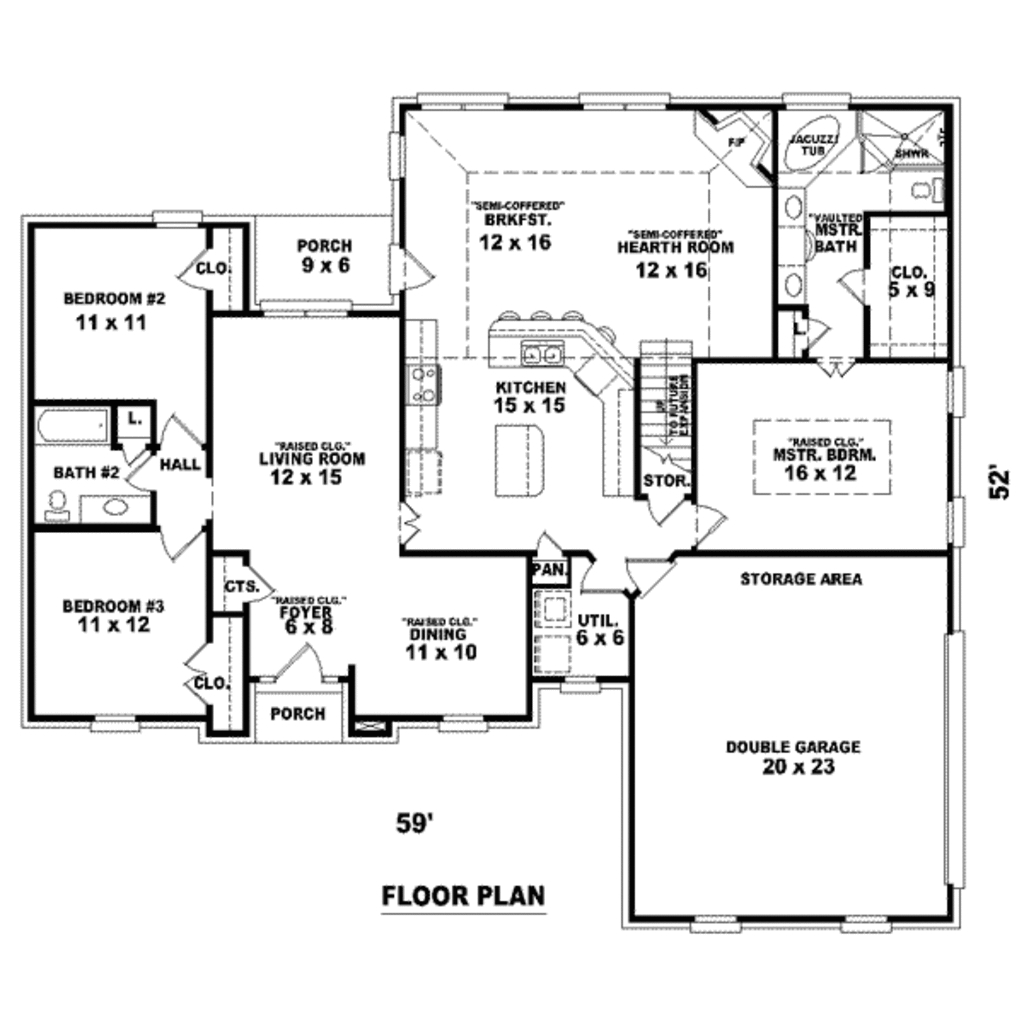 JACUZZI
TUB
SHWR
F/P
"SEMI-COFFERED"
BRKFST.
12 x 16
"SEMI-COFFERED"
HEARTH ROOM
12 x 16
"VAULTED"
MSTR.
BATH
CLO.
5 x 9
L.
PORCH
9 x 6
CLO.
BEDROOM #2
11 x 11
L.
BATH #2
HALL
"RAISED CLG."
LIVING ROOM
12 x 15
KITCHEN
15 x 15
UP
TO FUTURE
EXPANSION
STOR.
"RAISED CLG."
MSTR. BDRM.
16 x 12
52'
BEDROOM #3
11 x 12
CTS.
"RAISED CLG."
FOYER
6 x 8
CLO.
PORCH
"RAISED CLG."
DINING
11 x 10
PAN.
UTIL.
6 x 6
STORAGE AREA
DOUBLE GARAGE
20 x 23
59'
FLOOR PLAN